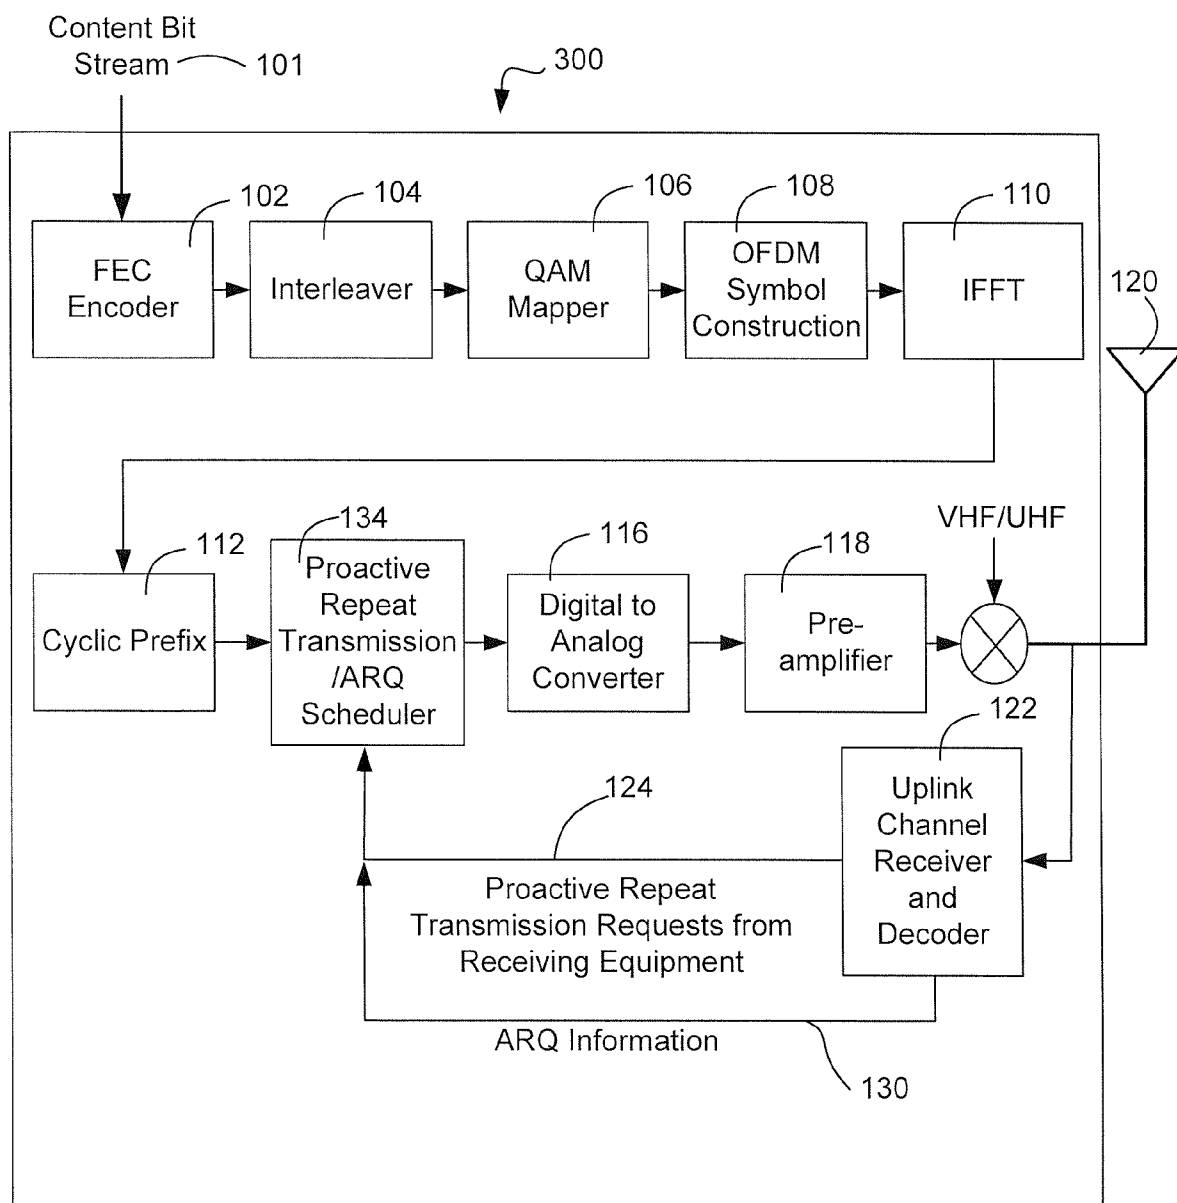 Content Bit
Stream
101
300
102
104
106
108
110
FEC
Encoder
Interleaver
QAM
Mapper
OFDM
Symbol
Construction
IFFT
120
112
134
116
118
VHF/UHF
Cyclic Prefix
Proactive
Repeat
Transmission
/ARQ
Scheduler
Digital to
Analog
Converter
Pre-
amplifier
122
Uplink
Channel
Receiver
and
Decoder
124
Proactive Repeat
Transmission Requests from
Receiving Equipment
ARQ Information
130